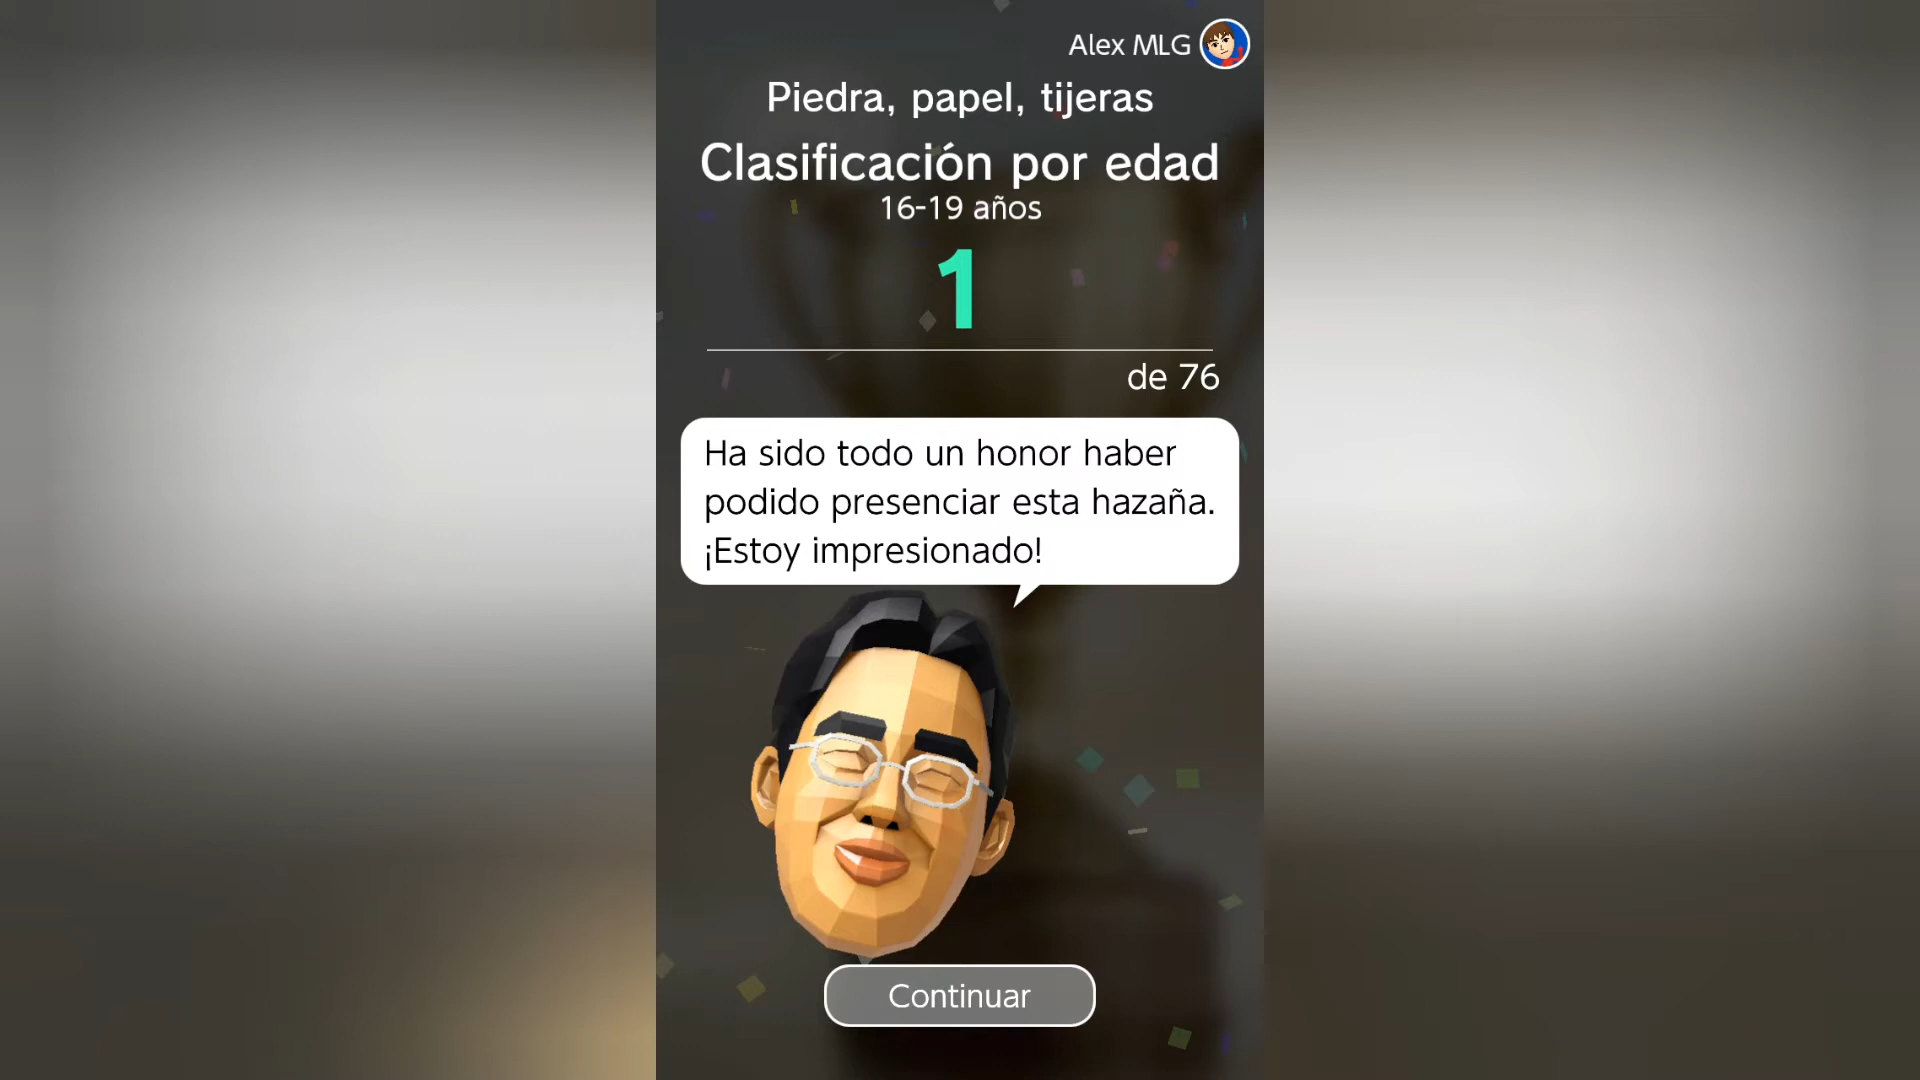 Alex MLG
Piedra, papel, tijeras
Clasificación por edad
16-19 años
1
de 76
Ha sido todo un honor haber
podido presenciar esta hazaña.
¡Estoy impresionado!
Continuar